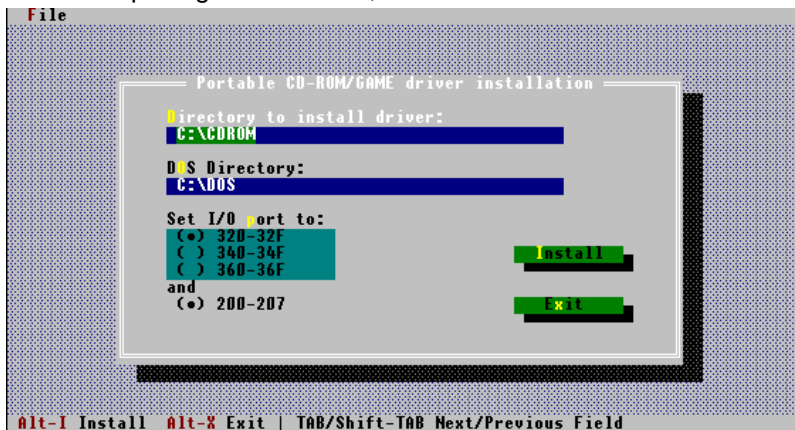 File
Portable CD-ROM/GAME driver installation
Directory to install driver:
C:\CDROM
DOS Directory:
C:\DOS
Set I/O port to:
(•) 320-32F
( ) 340-34F
( ) 360-36F
and
(•) 200-207
Install
Exit
Alt-I Install Alt-X Exit | TAB/Shift-TAB Next/Previous Field